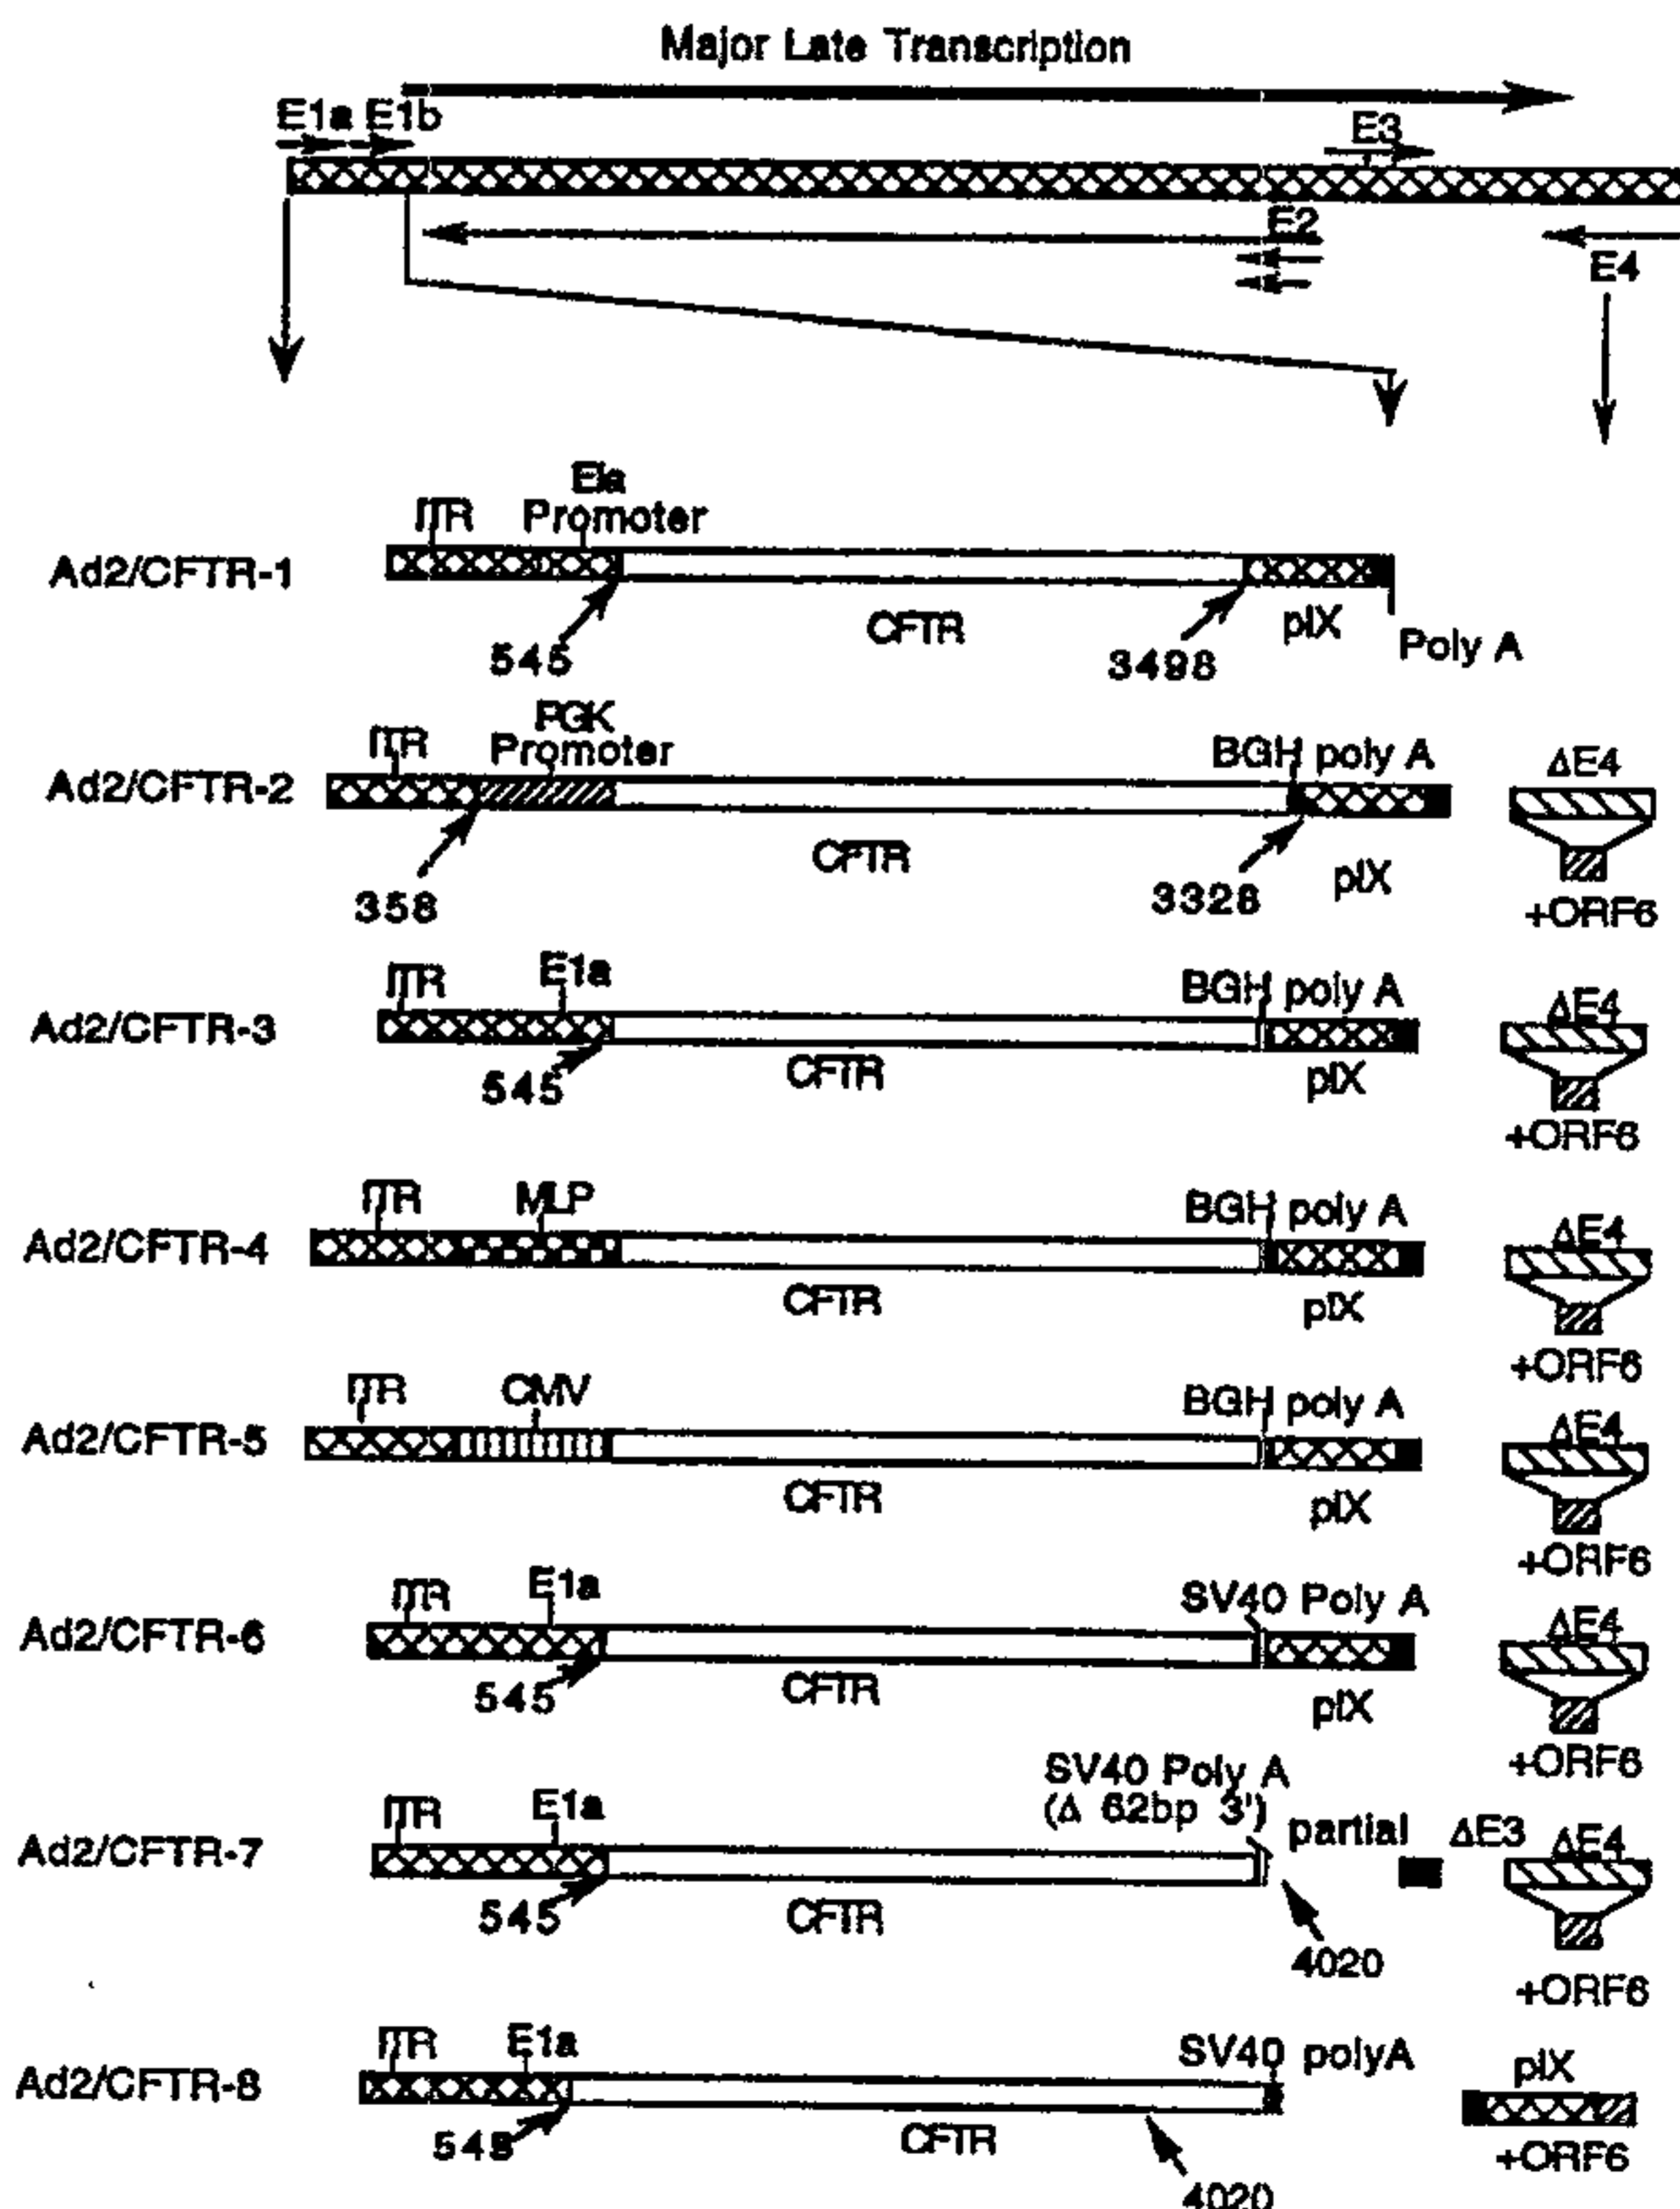 Major Late Transcription
E1a E1b
E3
E2
E4
EIa
ITR Promoter
Ad2/CFTR-1
CFTR pIX
545 3498 Poly A
PGK
ITR Promoter BGH poly A ΔE4
Ad2/CFTR-2
CFTR pIX
358 3328 +ORF6
ITR E1a BGH poly A ΔE4
Ad2/CFTR-3
545 CFTR pIX
+ORF6
ITR MLP BGH poly A ΔE4
Ad2/CFTR-4
CFTR pIX
+ORF6
ITR CMV BGH poly A ΔE4
Ad2/CFTR-5
CFTR pIX
+ORF6
ITR E1a SV40 Poly A ΔE4
Ad2/CFTR-6
545 CFTR pIX
+ORF6
SV40 Poly A
(Δ 62bp 3')
ITR E1a partial ΔE3 ΔE4
Ad2/CFTR-7
545 CFTR
4020
+ORF6
ITR E1a SV40 polyA pIX
Ad2/CFTR-8
CFTR +ORF6
4020